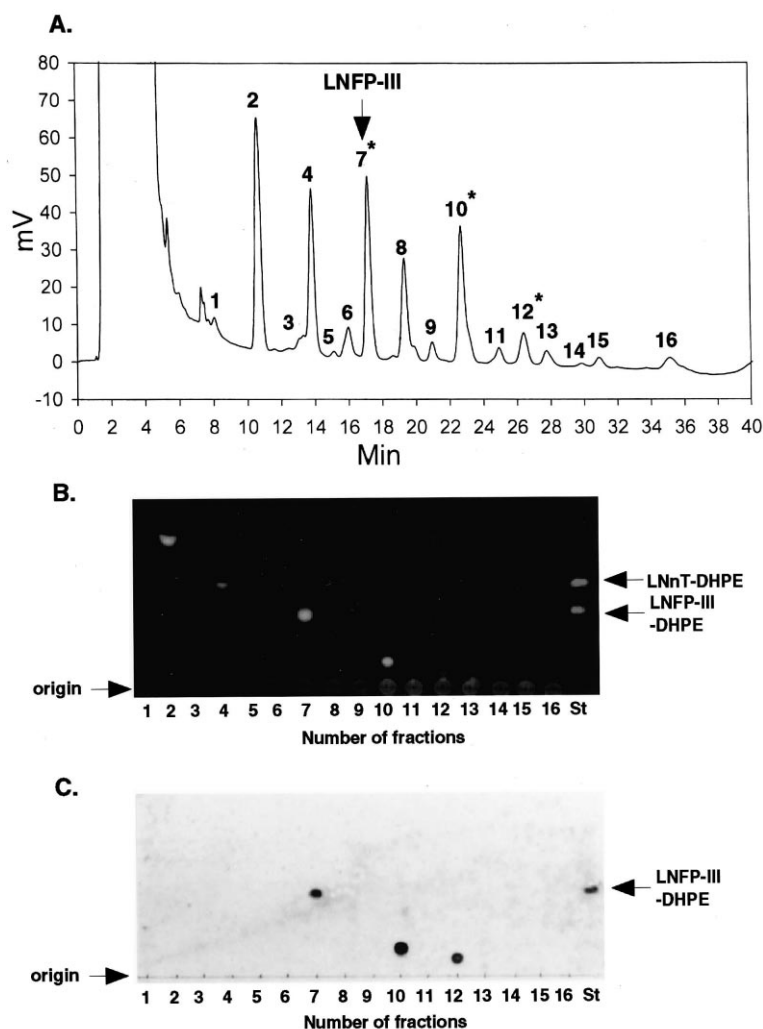 A.
LNFP-III
80
70
60
50
40
30
20
10
0
-10
mV
1
2
3
4
5
6
7*
8
9
10*
11
12*
13
14
15
16
0 2 4 6 8 10 12 14 16 18 20 22 24 26 28 30 32 34 36 38 40
Min
B.
LNnT-DHPE
LNFP-III
-DHPE
origin
1 2 3 4 5 6 7 8 9 10 11 12 13 14 15 16 St
Number of fractions
C.
LNFP-III
-DHPE
origin
1 2 3 4 5 6 7 8 9 10 11 12 13 14 15 16 St
Number of fractions